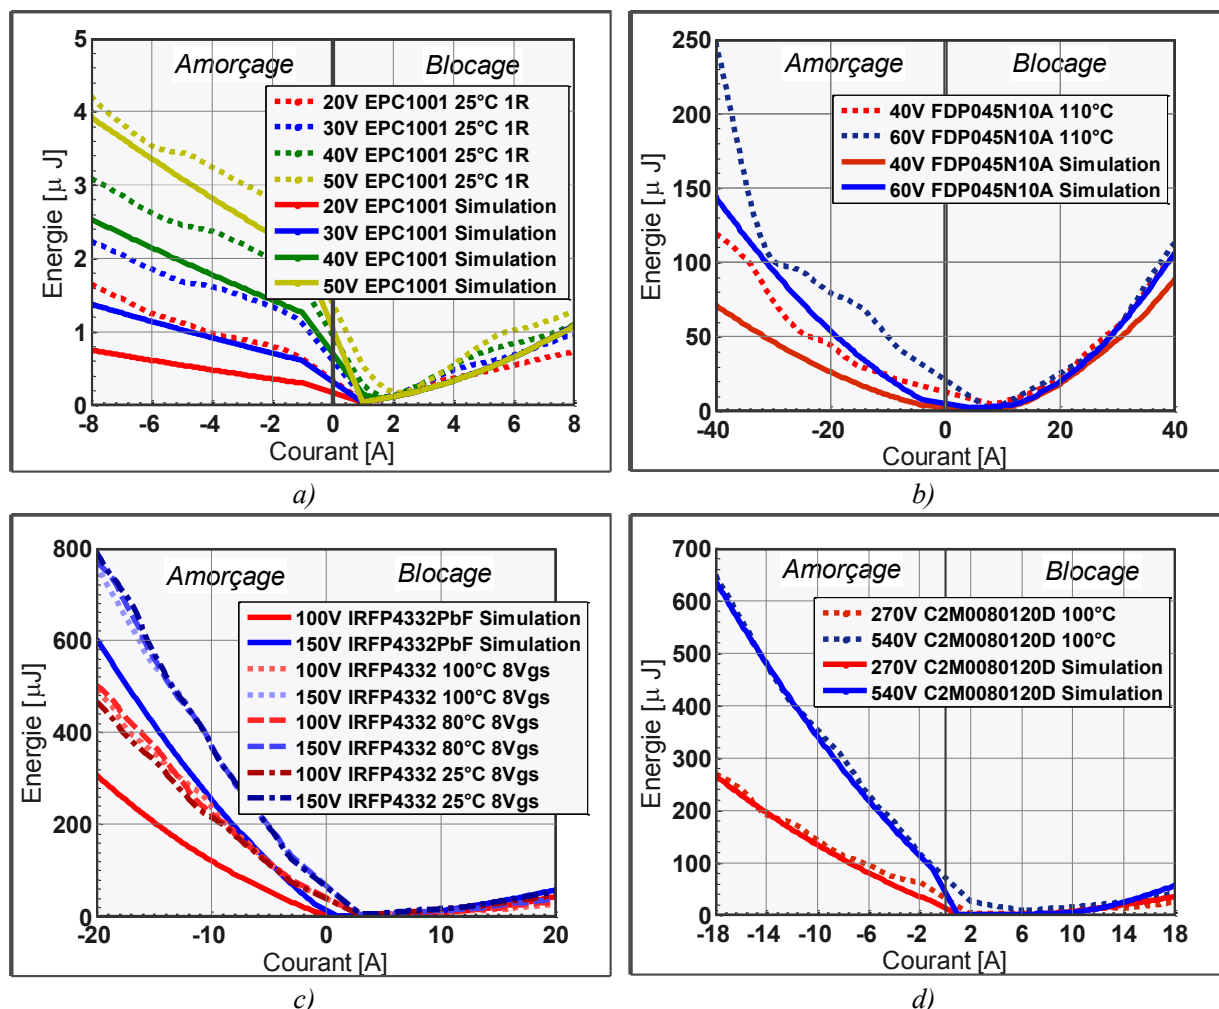 Amorçage Blocage
20V EPC1001 25°C 1R
30V EPC1001 25°C 1R
40V EPC1001 25°C 1R
50V EPC1001 25°C 1R
20V EPC1001 Simulation
30V EPC1001 Simulation
40V EPC1001 Simulation
50V EPC1001 Simulation
Energie [μ J]
5
4
3
2
1
0
-8 -6 -4 -2 0 2 4 6 8
Courant [A]
a)
Amorçage Blocage
40V FDP045N10A 110°C
60V FDP045N10A 110°C
40V FDP045N10A Simulation
60V FDP045N10A Simulation
Energie [μ J]
250
200
150
100
50
0
-40 -20 0 20 40
Courant [A]
b)
Amorçage Blocage
100V IRFP4332PbF Simulation
150V IRFP4332PbF Simulation
100V IRFP4332 100°C 8Vgs
150V IRFP4332 100°C 8Vgs
100V IRFP4332 80°C 8Vgs
150V IRFP4332 80°C 8Vgs
100V IRFP4332 25°C 8Vgs
150V IRFP4332 25°C 8Vgs
Energie [μJ]
800
600
400
200
0
-20 -10 0 10 20
Courant [A]
c)
Amorçage Blocage
270V C2M0080120D 100°C
540V C2M0080120D 100°C
270V C2M0080120D Simulation
540V C2M0080120D Simulation
Energie [μ J]
700
600
500
400
300
200
100
0
-18 -14 -10 -6 -2 2 6 10 14 18
Courant [A]
d)